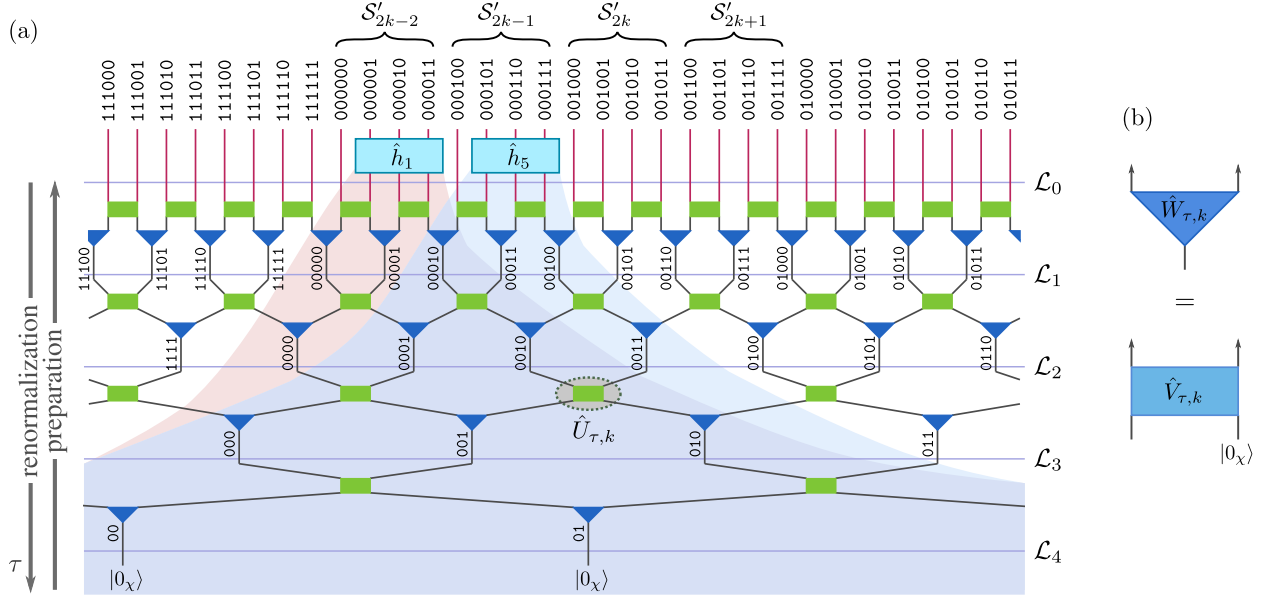 (a)
S′2k−2 S′2k−1 S′2k S′2k+1
111000 111001 111010 111011 111100 111101 111110 111111 000000 000001 000010 000011 000100 000101 000110 000111 001000 001001 001010 001011 001100 001101 001110 001111 010000 010001 010010 010011 010100 010101 010110 010111
ĥ1 ĥ5
L0
11100 11101 11110 11111 00000 00001 00010 00011 00100 00101 00110 00111 01000 01001 01010 01011
L1
1111 0000 0001 0010 0011 0100 0101 0110
L2
Ûτ,k
000 001 010 011
L3
00 01
L4
|0χ⟩ |0χ⟩
renormalization
preparation
τ
(b)
Ŵτ,k
=
V̂τ,k
|0χ⟩